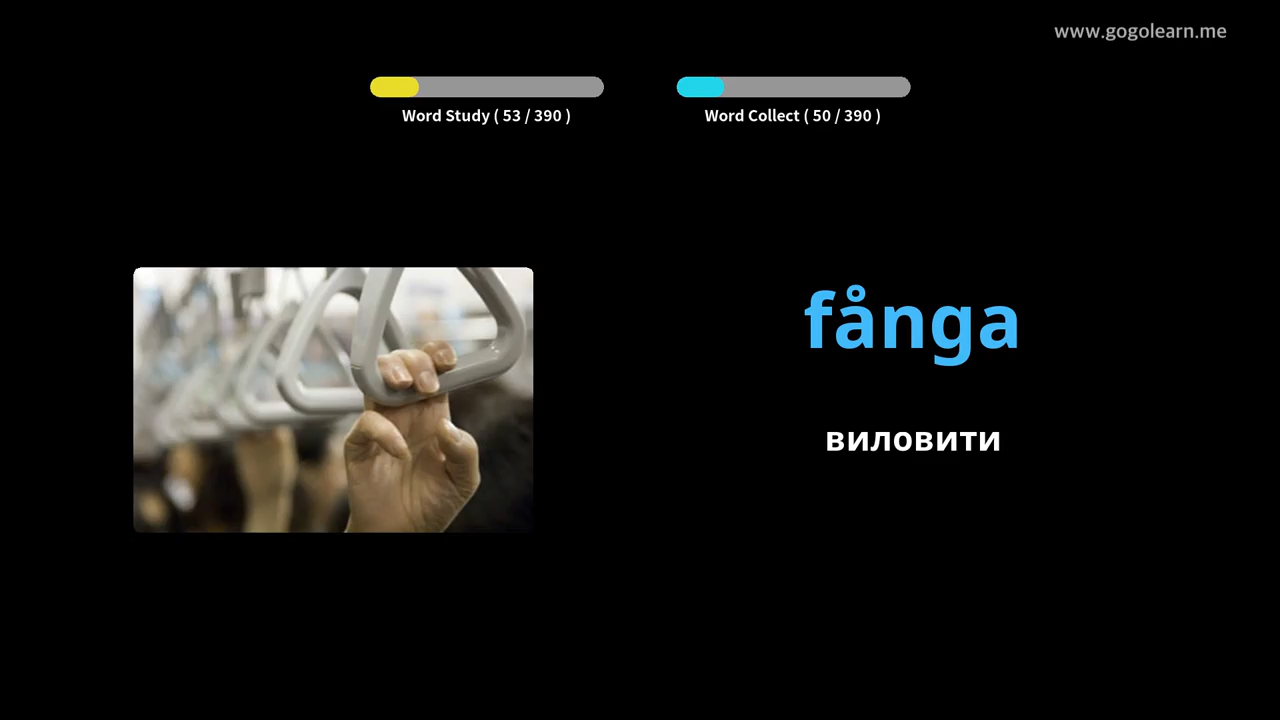 www.gogolearn.me
Word Study ( 53 / 390 )
Word Collect ( 50 / 390 )
fånga
виловити